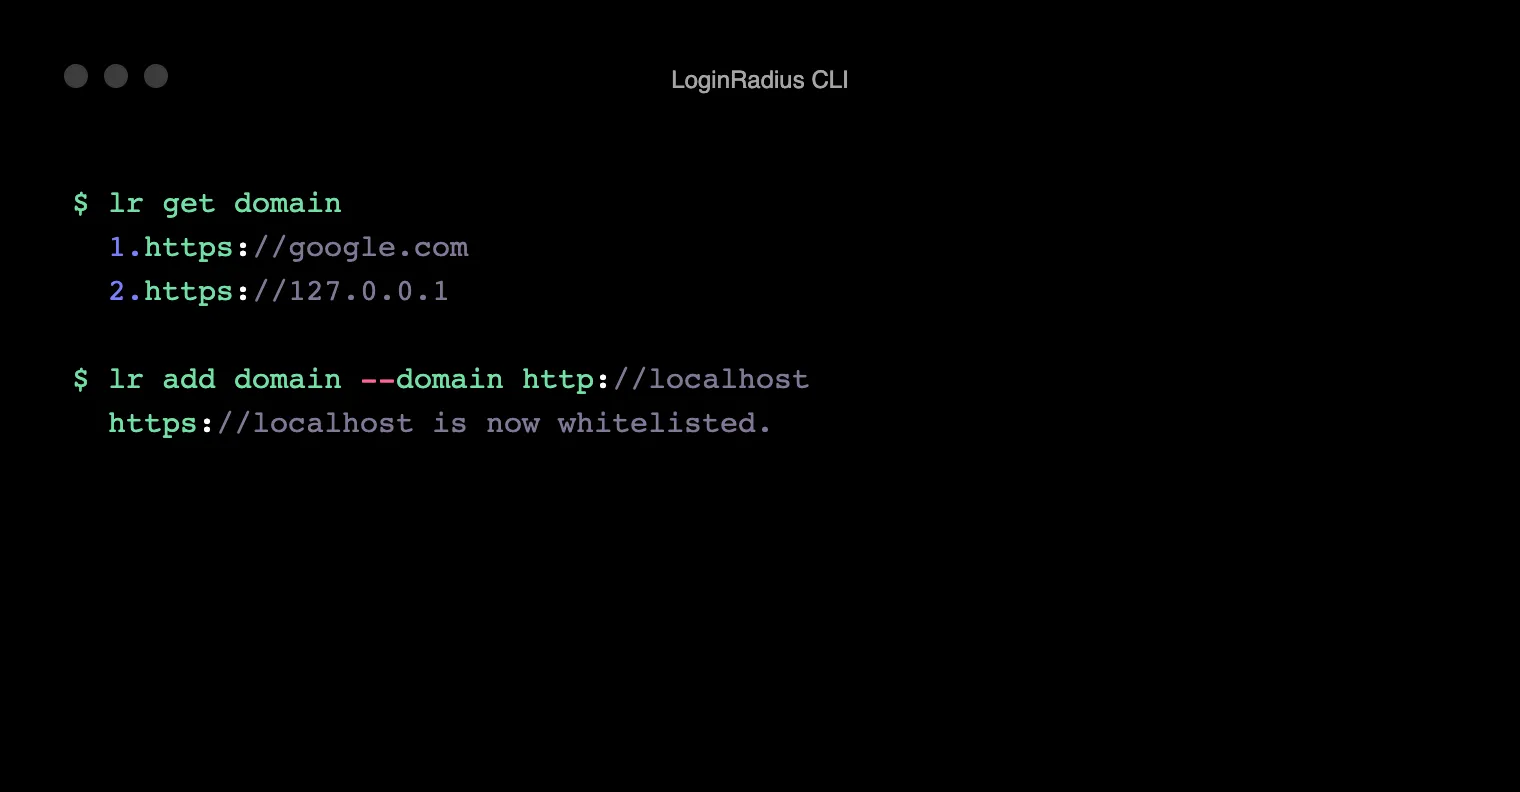 LoginRadius CLI
$ lr get domain
1.https://google.com
2.https://127.0.0.1
$ lr add domain --domain http://localhost
https://localhost is now whitelisted.